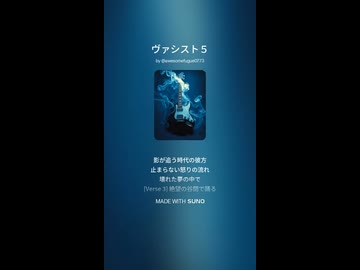 ヴァシスト５
by @awesomefugue0773
影が追う時代の彼方
止まらない怒りの流れ
壊れた夢の中で
[Verse 3] 絶望の谷間で踊る
MADE WITH SUNO